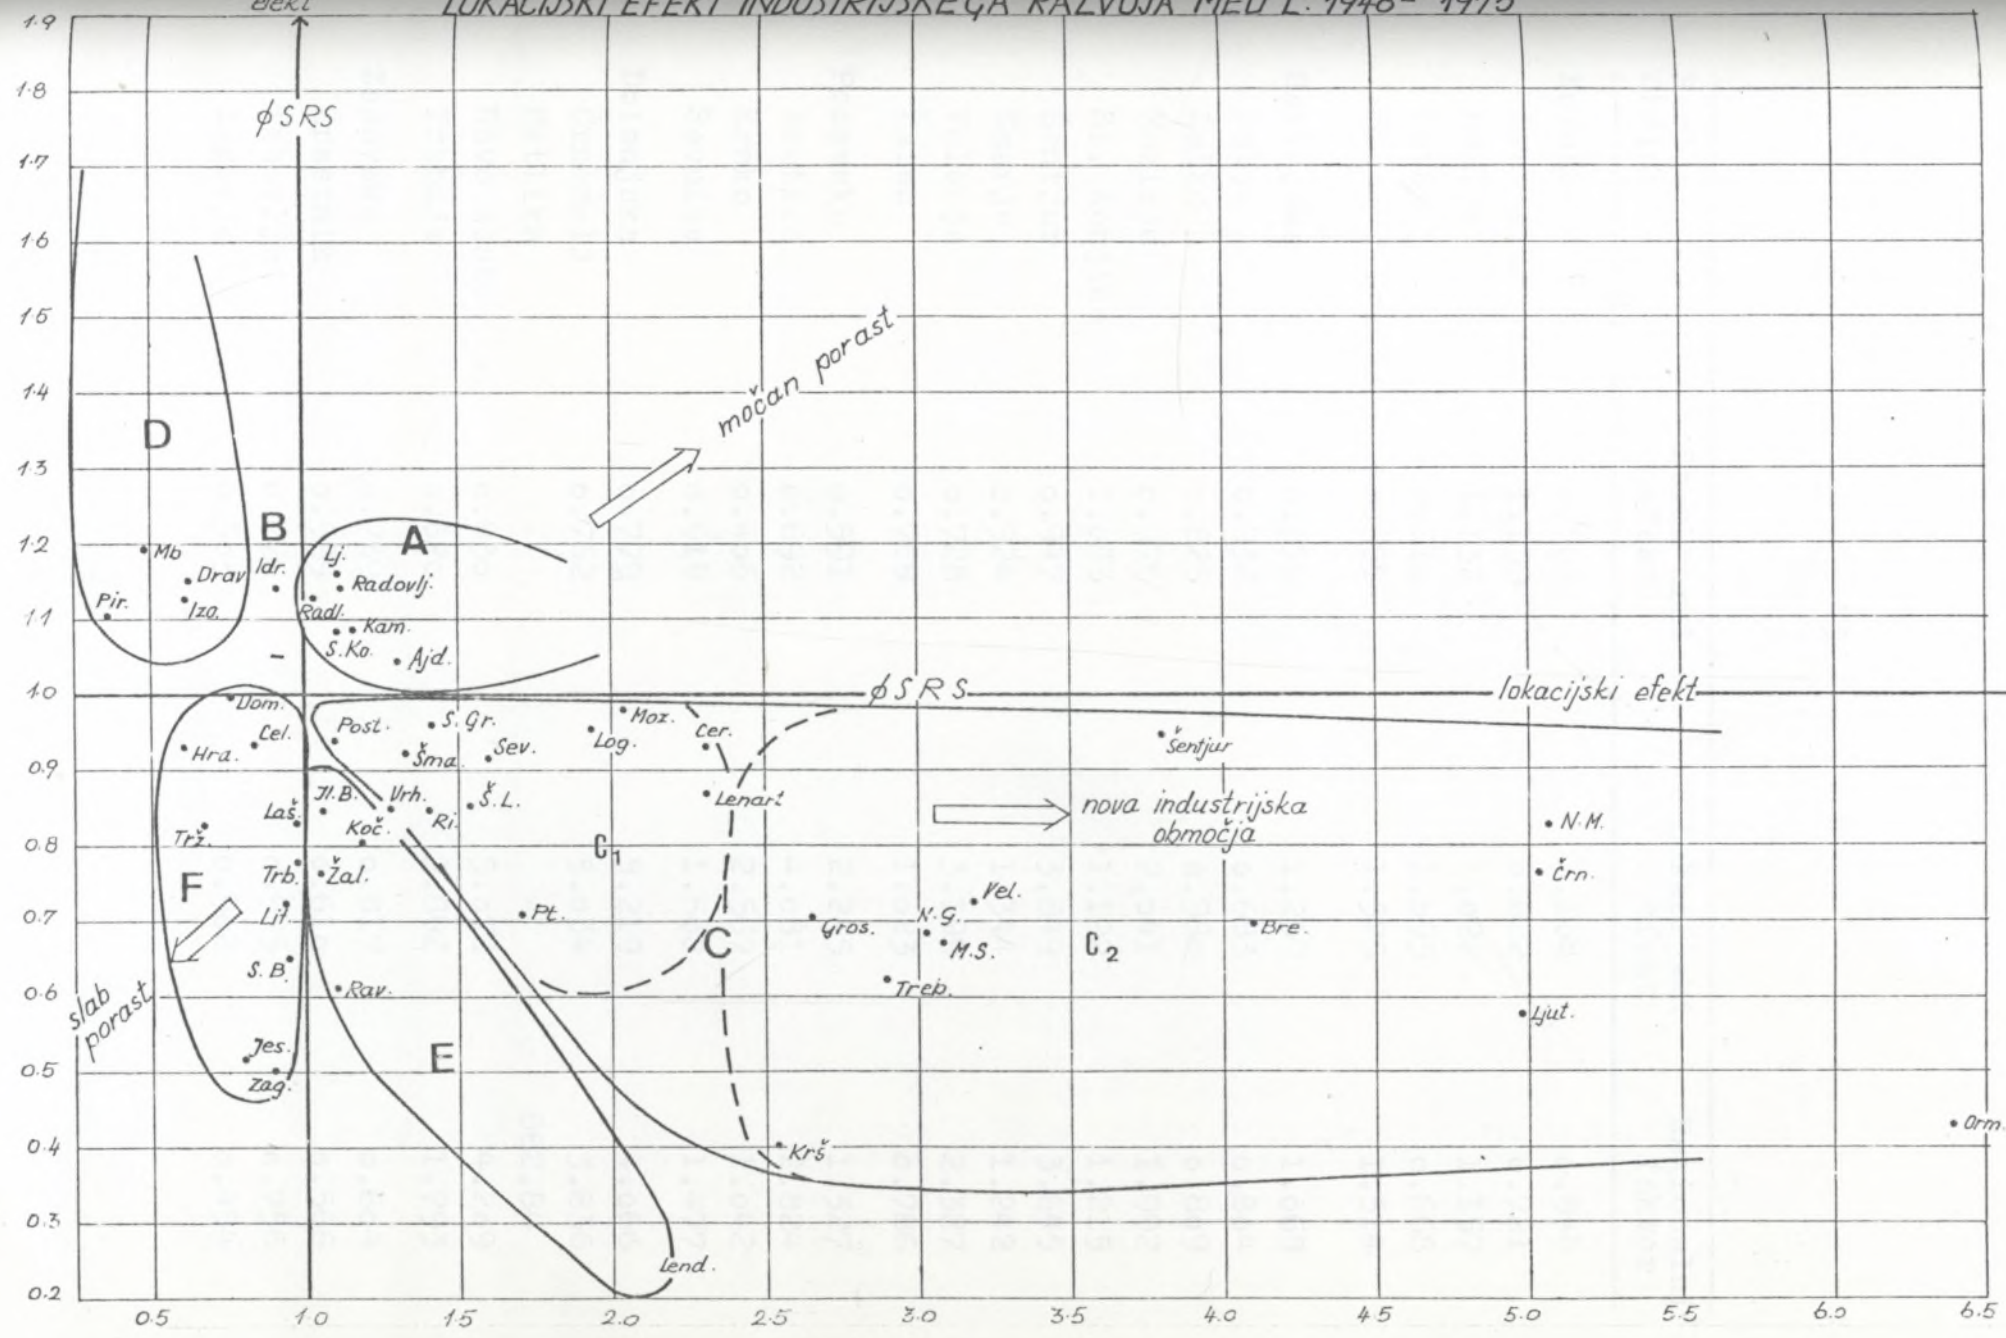 LOKACIJSKI EFEKT INDUSTRIJSKEGA RAZVOJA MED L. 1948 - 1975
efekt
1.9
1.8
ϕ SRS
1.7
1.6
1.5
močan porast
1.4
D
1.3
B
A
1.2
Mb
Lj.
Drav.
Idr.
Radovlj.
Pir.
Izo.
Radl.
1.1
Kam.
S.Ko.
Ajd.
1.0
ϕ S R S
lokacijski efekt
Dom.
Post.
S.Gr.
Moz.
Cel.
Cer.
Hra.
Šma.
Sev.
Log.
Šentjur
0.9
Il.B.
Vrh.
Š.L.
Lenart
nova industrijska
območja
Laš.
Koč.
Ri.
Trž.
N.M.
0.8
C1
Trb.
Žal.
Črn.
F
Vel.
Lit.
Pt.
N.G.
0.7
Gros.
Bre.
C
M.S.
C2
S.B.
Rav.
Treb.
0.6
slab
porast
Ljut.
Jes.
E
0.5
Zag.
Orm.
0.4
Krš.
0.3
Lend.
0.2
0.5 1.0 1.5 2.0 2.5 3.0 3.5 4.0 4.5 5.0 5.5 6.0 6.5